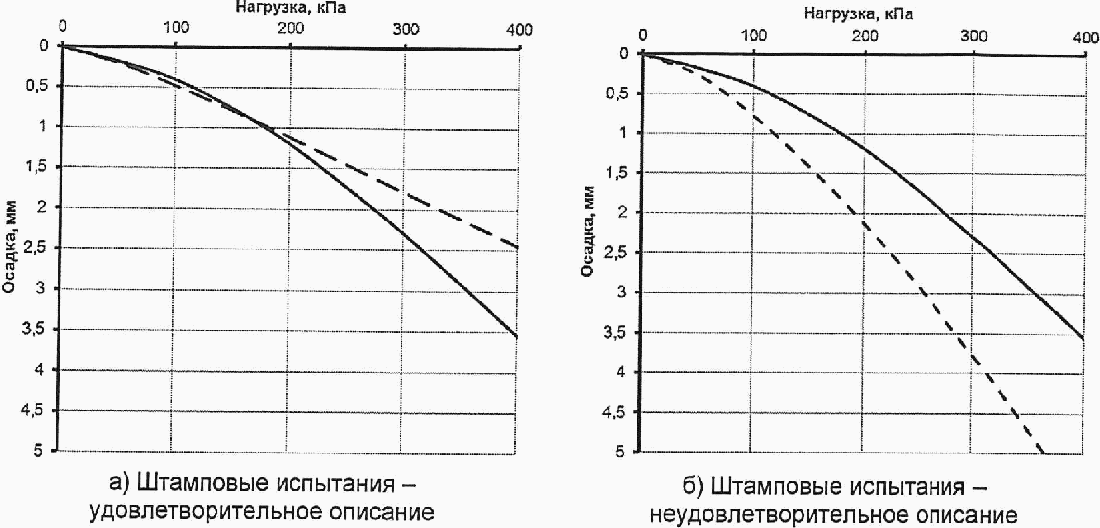 Нагрузка, кПа
0 100 200 300 400
0
0,5
1
1,5
2
2,5
3
3,5
4
4,5
5
Осадка, мм
а) Штамповые испытания –
удовлетворительное описание
Нагрузка, кПа
0 100 200 300 400
0
0,5
1
1,5
2
2,5
3
3,5
4
4,5
5
Осадка, мм
б) Штамповые испытания –
неудовлетворительное описание